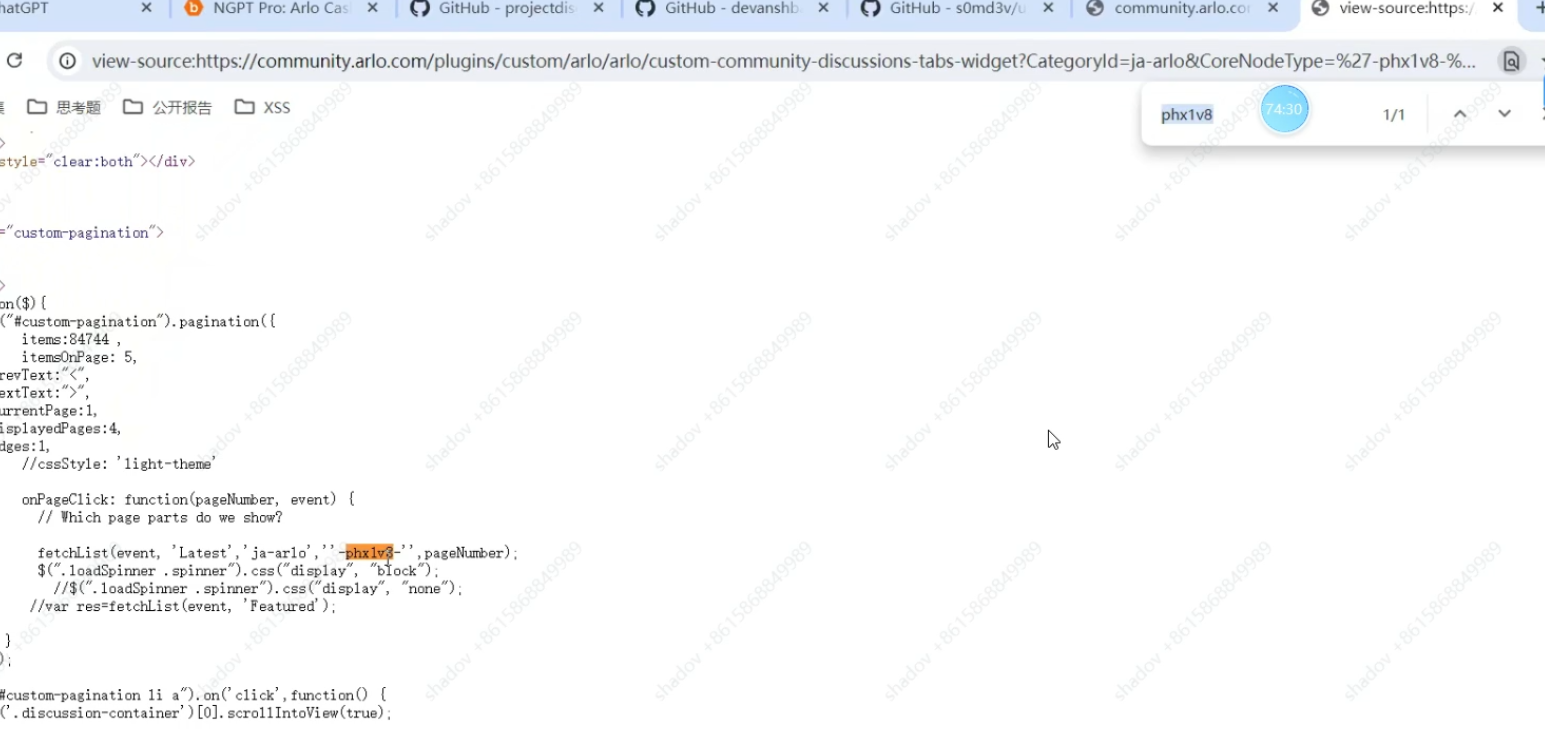 hatGPT
NGPT Pro: Arlo Cas
GitHub - projectdis
GitHub - devanshb
GitHub - s0md3v/u
community.arlo.cor
view-source:https:/
view-source:https://community.arlo.com/plugins/custom/arlo/arlo/custom-community-discussions-tabs-widget?CategoryId=ja-arlo&CoreNodeType=%27-phx1v8-%...
思考题
公开报告
XSS
phx1v8
74:30
1/1
style="clear:both"></div>
="custom-pagination">
>
on($){
("#custom-pagination").pagination({
items:84744 ,
itemsOnPage: 5,
revText:"<",
extText:">",
urrentPage:1,
isplayedPages:4,
dges:1,
//cssStyle: 'light-theme'
onPageClick: function(pageNumber, event) {
// Which page parts do we show?
fetchList(event, 'Latest','ja-arlo',''-phx1v8-'',pageNumber);
$(".loadSpinner .spinner").css("display", "block");
//$(".loadSpinner .spinner").css("display", "none");
//var res=fetchList(event, 'Featured');
}
);
#custom-pagination li a").on('click',function() {
('.discussion-container')[0].scrollIntoView(true);
shadov +8615868849989